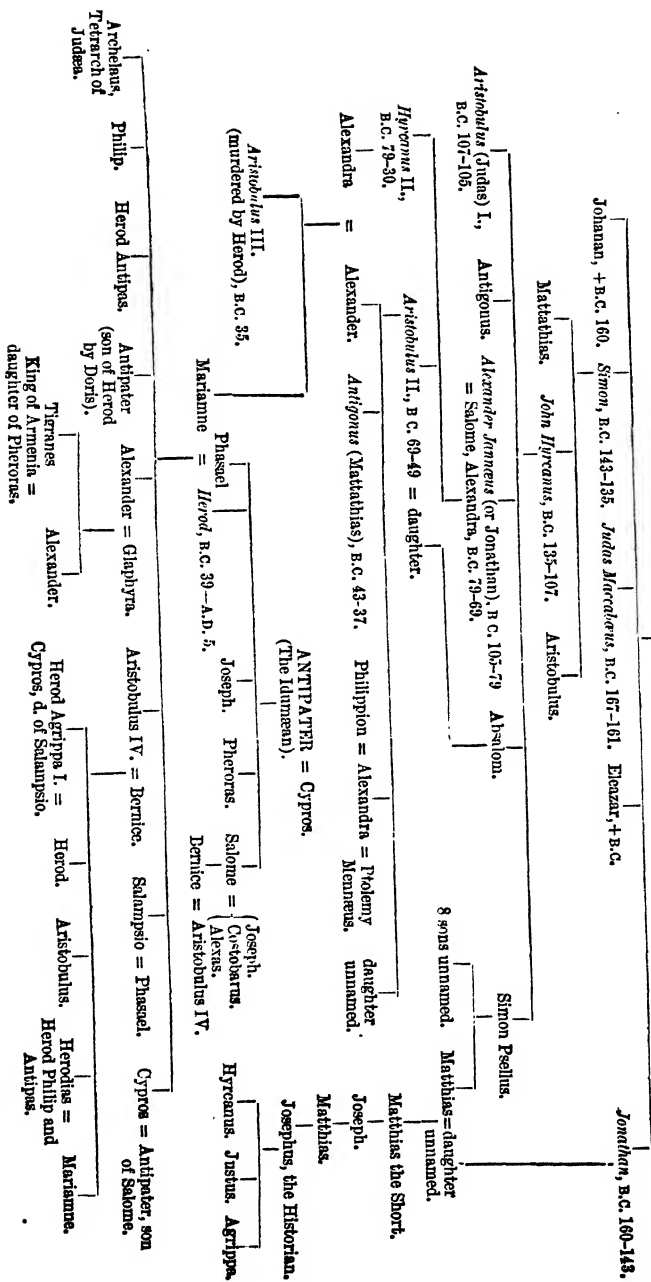 Johanan, + B.C. 160. Simon, B.C. 143-135. Judas Maccabæus, B.C. 167-161. Eleazar, + B.C.
Jonathan, B.C. 160-143.
Mattathias. John Hyrcanus, B.C. 135-107. Aristobulus.
Simon Psellus.
Aristobulus (Judas) I.,
B.C. 107-105.
Antigonus.
Alexander Jannæus (or Jonathan), B C. 105-79
= Salome, Alexandra, B.C. 79-69.
Absalom.
8 sons unnamed.
Matthias = daughter
unnamed.
Hyrcanus II.,
B.C. 79-30.
Aristobulus II., B C. 69-49 = daughter.
Matthias the Short.
Alexandra = Alexander. Antigonus (Mattathias), B.C. 43-37. Philippion = Alexandra = Ptolemy
Mennæus.
daughter
unnamed.
Joseph.
Matthias.
Aristobulus III.
(murdered by Herod), B.C. 35.
ANTIPATER = Cypros.
(The Idumæan).
Josephus, the Historian.
Mariamne = Herod, B.C. 39—A.D. 5.
Phasael
Joseph. Pheroras. Salome = { Joseph.
Costobarus.
Alexas.
Bernice = Aristobulus IV.
Hyrcanus. Justus. Agrippa.
Archelaus,
Tetrarch of
Judæa.
Philip. Herod Antipas. Antipater
(son of Herod
by Doris).
Alexander = Glaphyra. Aristobulus IV. = Bernice. Salampsio = Phasael. Cypros = Antipater, son
of Salome.
Tigranes
King of Armenia =
daughter of Pheroras.
Alexander.
Herod Agrippa I. =
Cypros, d. of Salampsio.
Herod. Aristobulus. Herodias =
Herod Philip and
Antipas.
Mariamne.